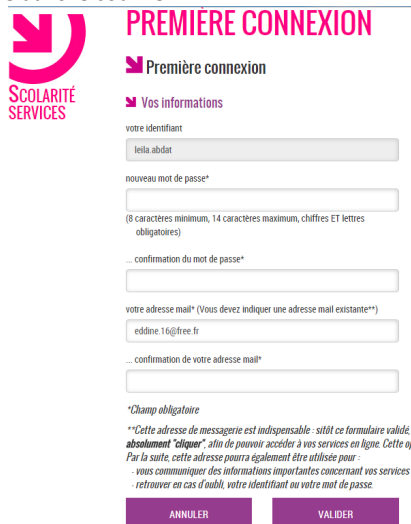 PREMIÈRE CONNEXION
Première connexion
SCOLARITÉ
SERVICES
Vos informations
votre identifiant
leila.abdat
nouveau mot de passe*
(8 caractères minimum, 14 caractères maximum, chiffres ET lettres
obligatoires)
... confirmation du mot de passe*
votre adresse mail* (Vous devez indiquer une adresse mail existante**)
eddine.16@free.fr
... confirmation de votre adresse mail*
*Champ obligatoire
**Cette adresse de messagerie est indispensable : sitôt ce formulaire validé,
absolument "cliquer", afin de pouvoir accéder à vos services en ligne. Cette op
Par la suite, cette adresse pourra également être utilisée pour :
- vous communiquer des informations importantes concernant vos services
- retrouver en cas d'oubli, votre identifiant ou votre mot de passe.
ANNULER
VALIDER